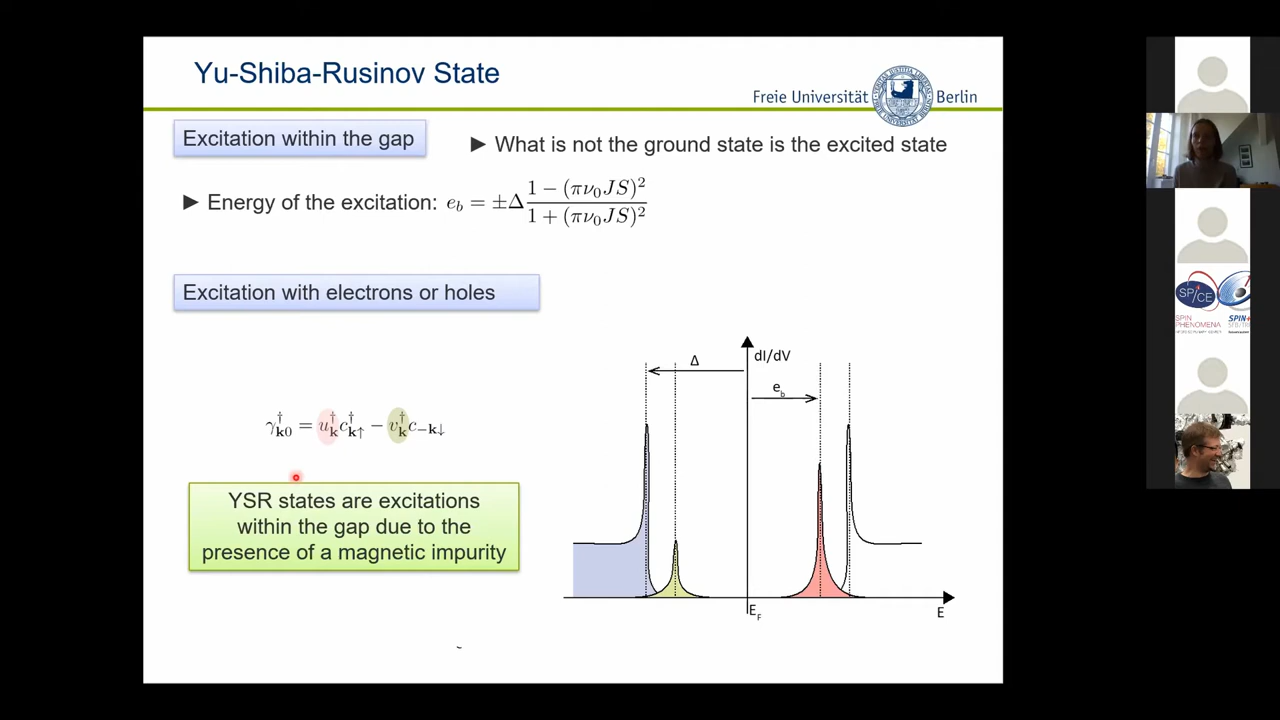 Yu-Shiba-Rusinov State
Freie Universität Berlin
Excitation within the gap
► What is not the ground state is the excited state
► Energy of the excitation: e_b = ±Δ (1 − (πν₀JS)²) / (1 + (πν₀JS)²)
Excitation with electrons or holes
γ†_k0 = u†_k c†_k↑ − v†_k c_−k↓
YSR states are excitations
within the gap due to the
presence of a magnetic impurity
dI/dV
Δ
e_b
E_F
E
SPICE
SPIN
PHENOMENA
SPIN+